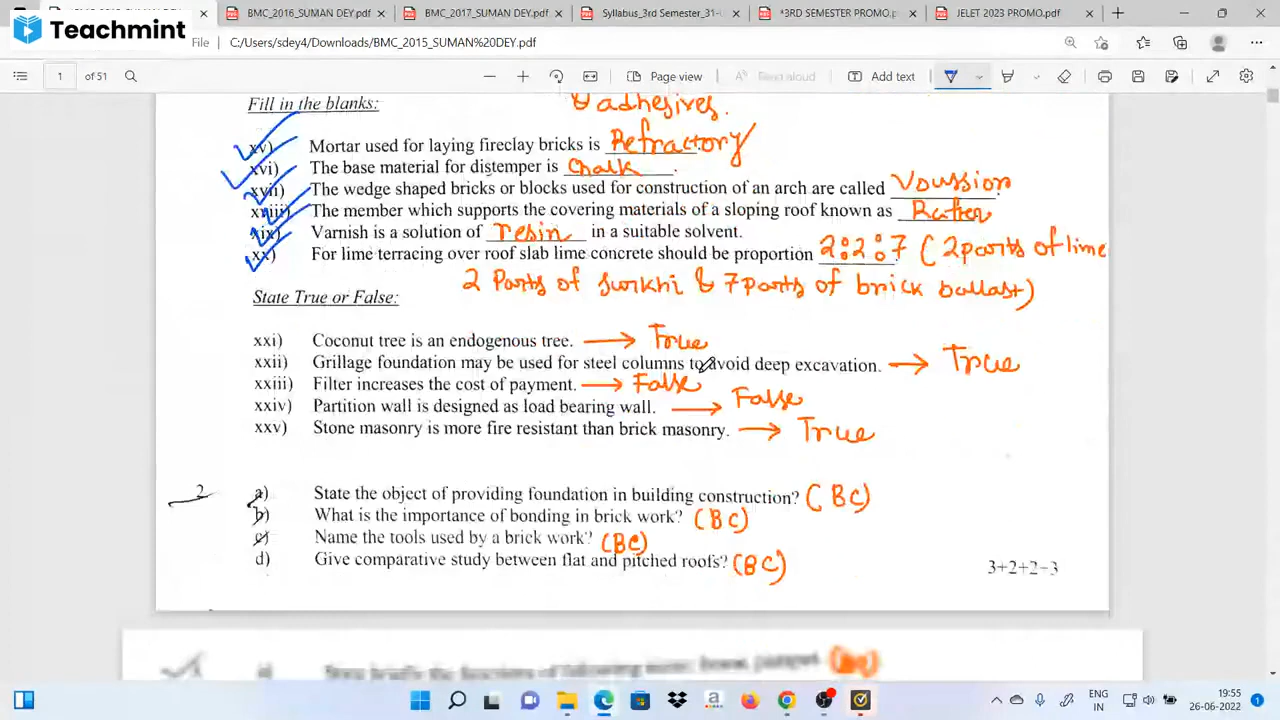 BMC_2016_SUMAN DEY.pdf
JELET 2023 PROMO.pdf
Teachmint
File C:/Users/sdey4/Downloads/BMC_2015_SUMAN%20DEY.pdf
1 of 51 Page view Read aloud Add text
Fill in the blanks: & adhesives.
xv) Mortar used for laying fireclay bricks is Refractory
xvi) The base material for distemper is Chalk.
xvii) The wedge shaped bricks or blocks used for construction of an arch are called Voussion
xviii) The member which supports the covering materials of a sloping roof known as Rafter
xix) Varnish is a solution of resin in a suitable solvent.
xx) For lime terracing over roof slab lime concrete should be proportion 2:2:7 (2 parts of lime
2 Parts of surkhi & 7 parts of brick ballast)
State True or False:
xxi) Coconut tree is an endogenous tree. → True
xxii) Grillage foundation may be used for steel columns to avoid deep excavation. → True
xxiii) Filter increases the cost of payment. → False
xxiv) Partition wall is designed as load bearing wall. → False
xxv) Stone masonry is more fire resistant than brick masonry. → True
2 a) State the object of providing foundation in building construction? (BC)
b) What is the importance of bonding in brick work? (BC)
c) Name the tools used by a brick work? (BC)
d) Give comparative study between flat and pitched roofs? (BC)
3+2+2+3
ENG
IN
19:55
26-06-2022